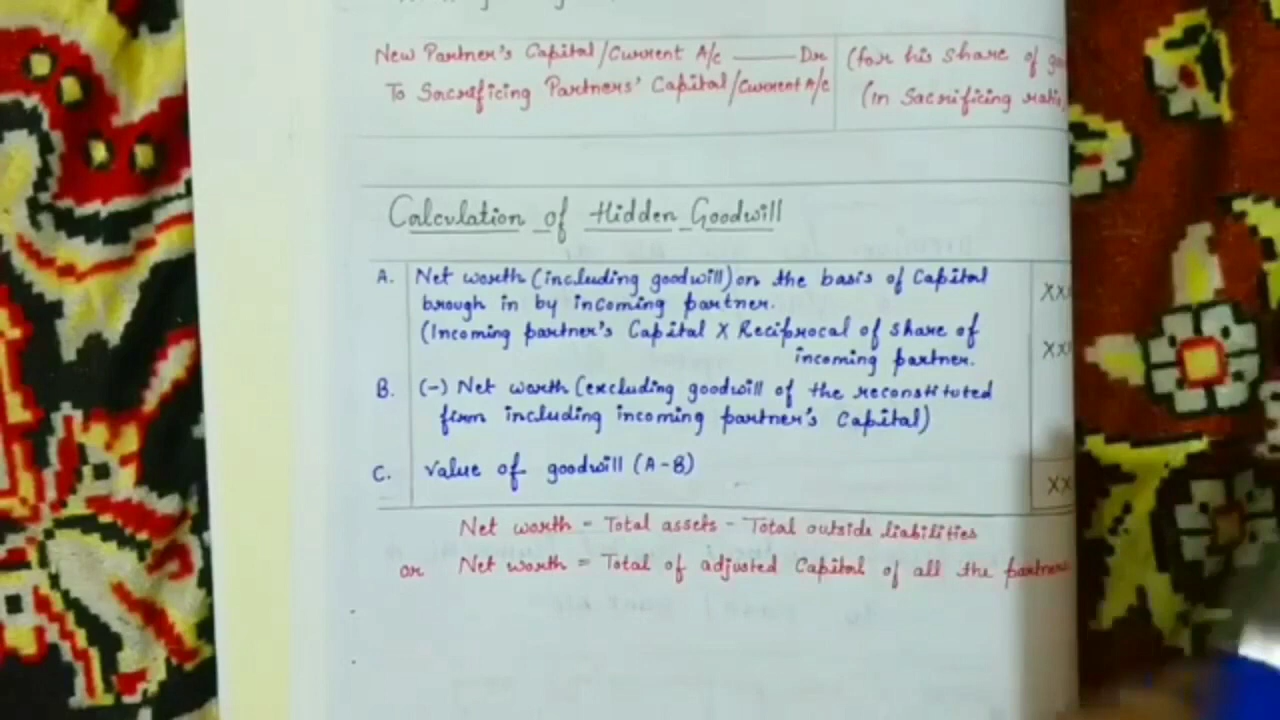 New Partner's Capital/Current A/c —— Dr (for his share of
To Sacrificing Partners' Capital/Current A/c (In Sacrificing ratio
Calculation of Hidden Goodwill
A. Net worth (including goodwill) on the basis of Capital XX
brough in by incoming partner.
(Incoming partner's Capital X Reciprocal of share of
incoming partner. XX
B. (-) Net worth (excluding goodwill of the reconstituted
firm including incoming partner's Capital)
C. Value of goodwill (A-B) XX
Net worth = Total assets - Total outside liabilities
or Net worth = Total of adjusted Capital of all the partners